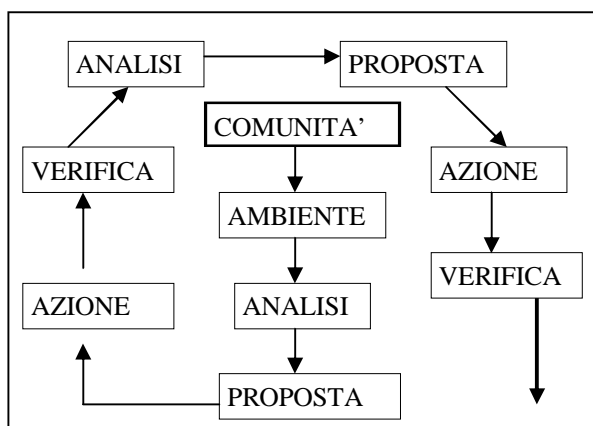 ANALISI
PROPOSTA
COMUNITA’
VERIFICA
AZIONE
AMBIENTE
VERIFICA
AZIONE
ANALISI
PROPOSTA